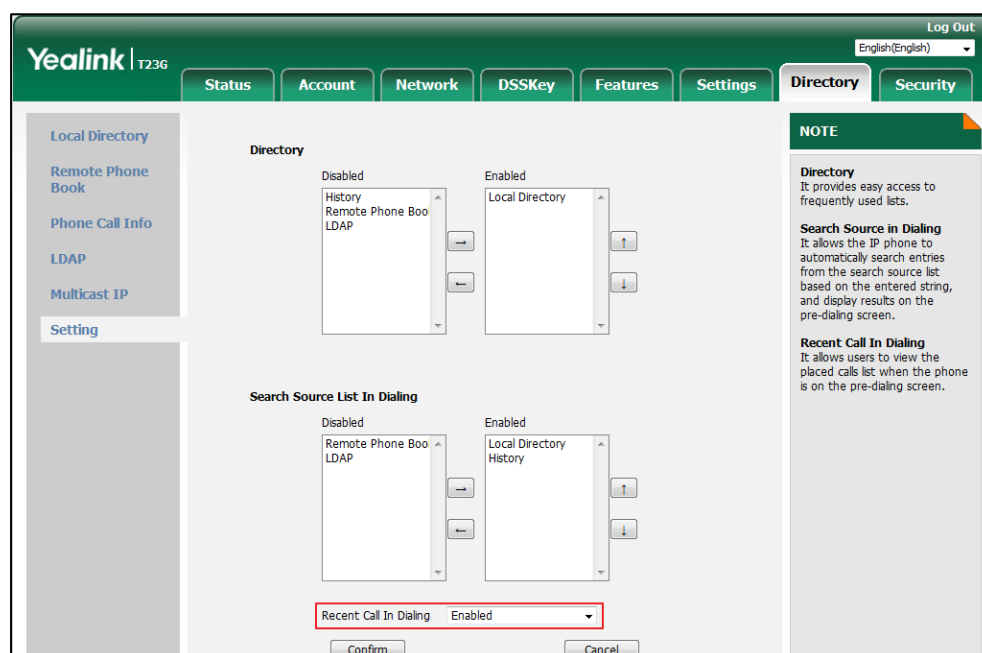 Log Out
English(English)
Yealink T23G
Status Account Network DSSKey Features Settings Directory Security
Local Directory
Remote Phone
Book
Phone Call Info
LDAP
Multicast IP
Setting
Directory
Disabled Enabled
History
Remote Phone Boo
LDAP
Local Directory
→
←
↑
↓
Search Source List In Dialing
Disabled Enabled
Remote Phone Boo
LDAP
Local Directory
History
→
←
↑
↓
Recent Call In Dialing Enabled
Confirm Cancel
NOTE
Directory
It provides easy access to
frequently used lists.
Search Source in Dialing
It allows the IP phone to
automatically search entries
from the search source list
based on the entered string,
and display results on the
pre-dialing screen.
Recent Call In Dialing
It allows users to view the
placed calls list when the phone
is on the pre-dialing screen.